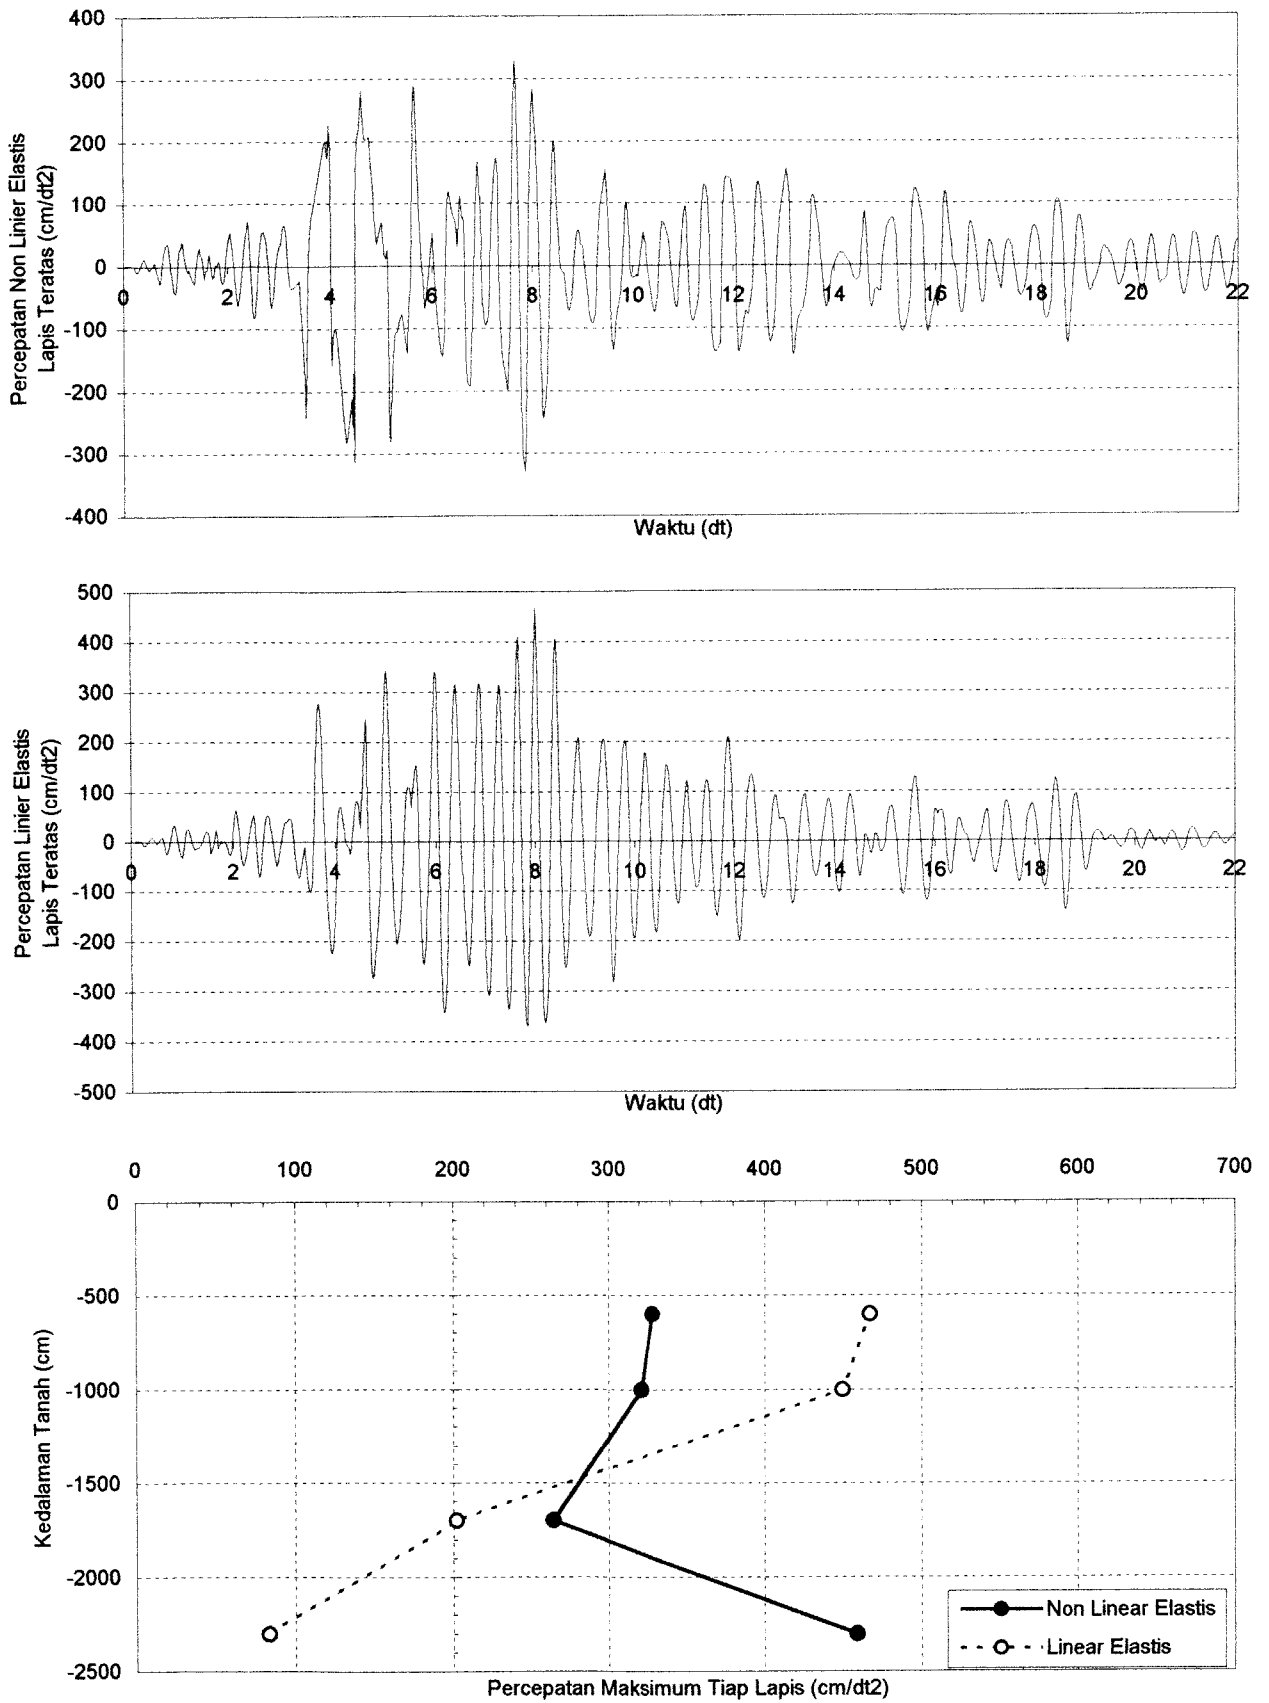 400
300
200
100
0
-100
-200
-300
-400
Percepatan Non Linier Elastis
Lapis Teratas (cm/dt2)
0 2 4 6 8 10 12 14 16 18 20 22
Waktu (dt)
500
400
300
200
100
0
-100
-200
-300
-400
-500
Percepatan Linier Elastis
Lapis Teratas (cm/dt2)
0 2 4 6 8 10 12 14 16 18 20 22
Waktu (dt)
0 100 200 300 400 500 600 700
0
-500
-1000
-1500
-2000
-2500
Kedalaman Tanah (cm)
Non Linear Elastis
Linear Elastis
Percepatan Maksimum Tiap Lapis (cm/dt2)